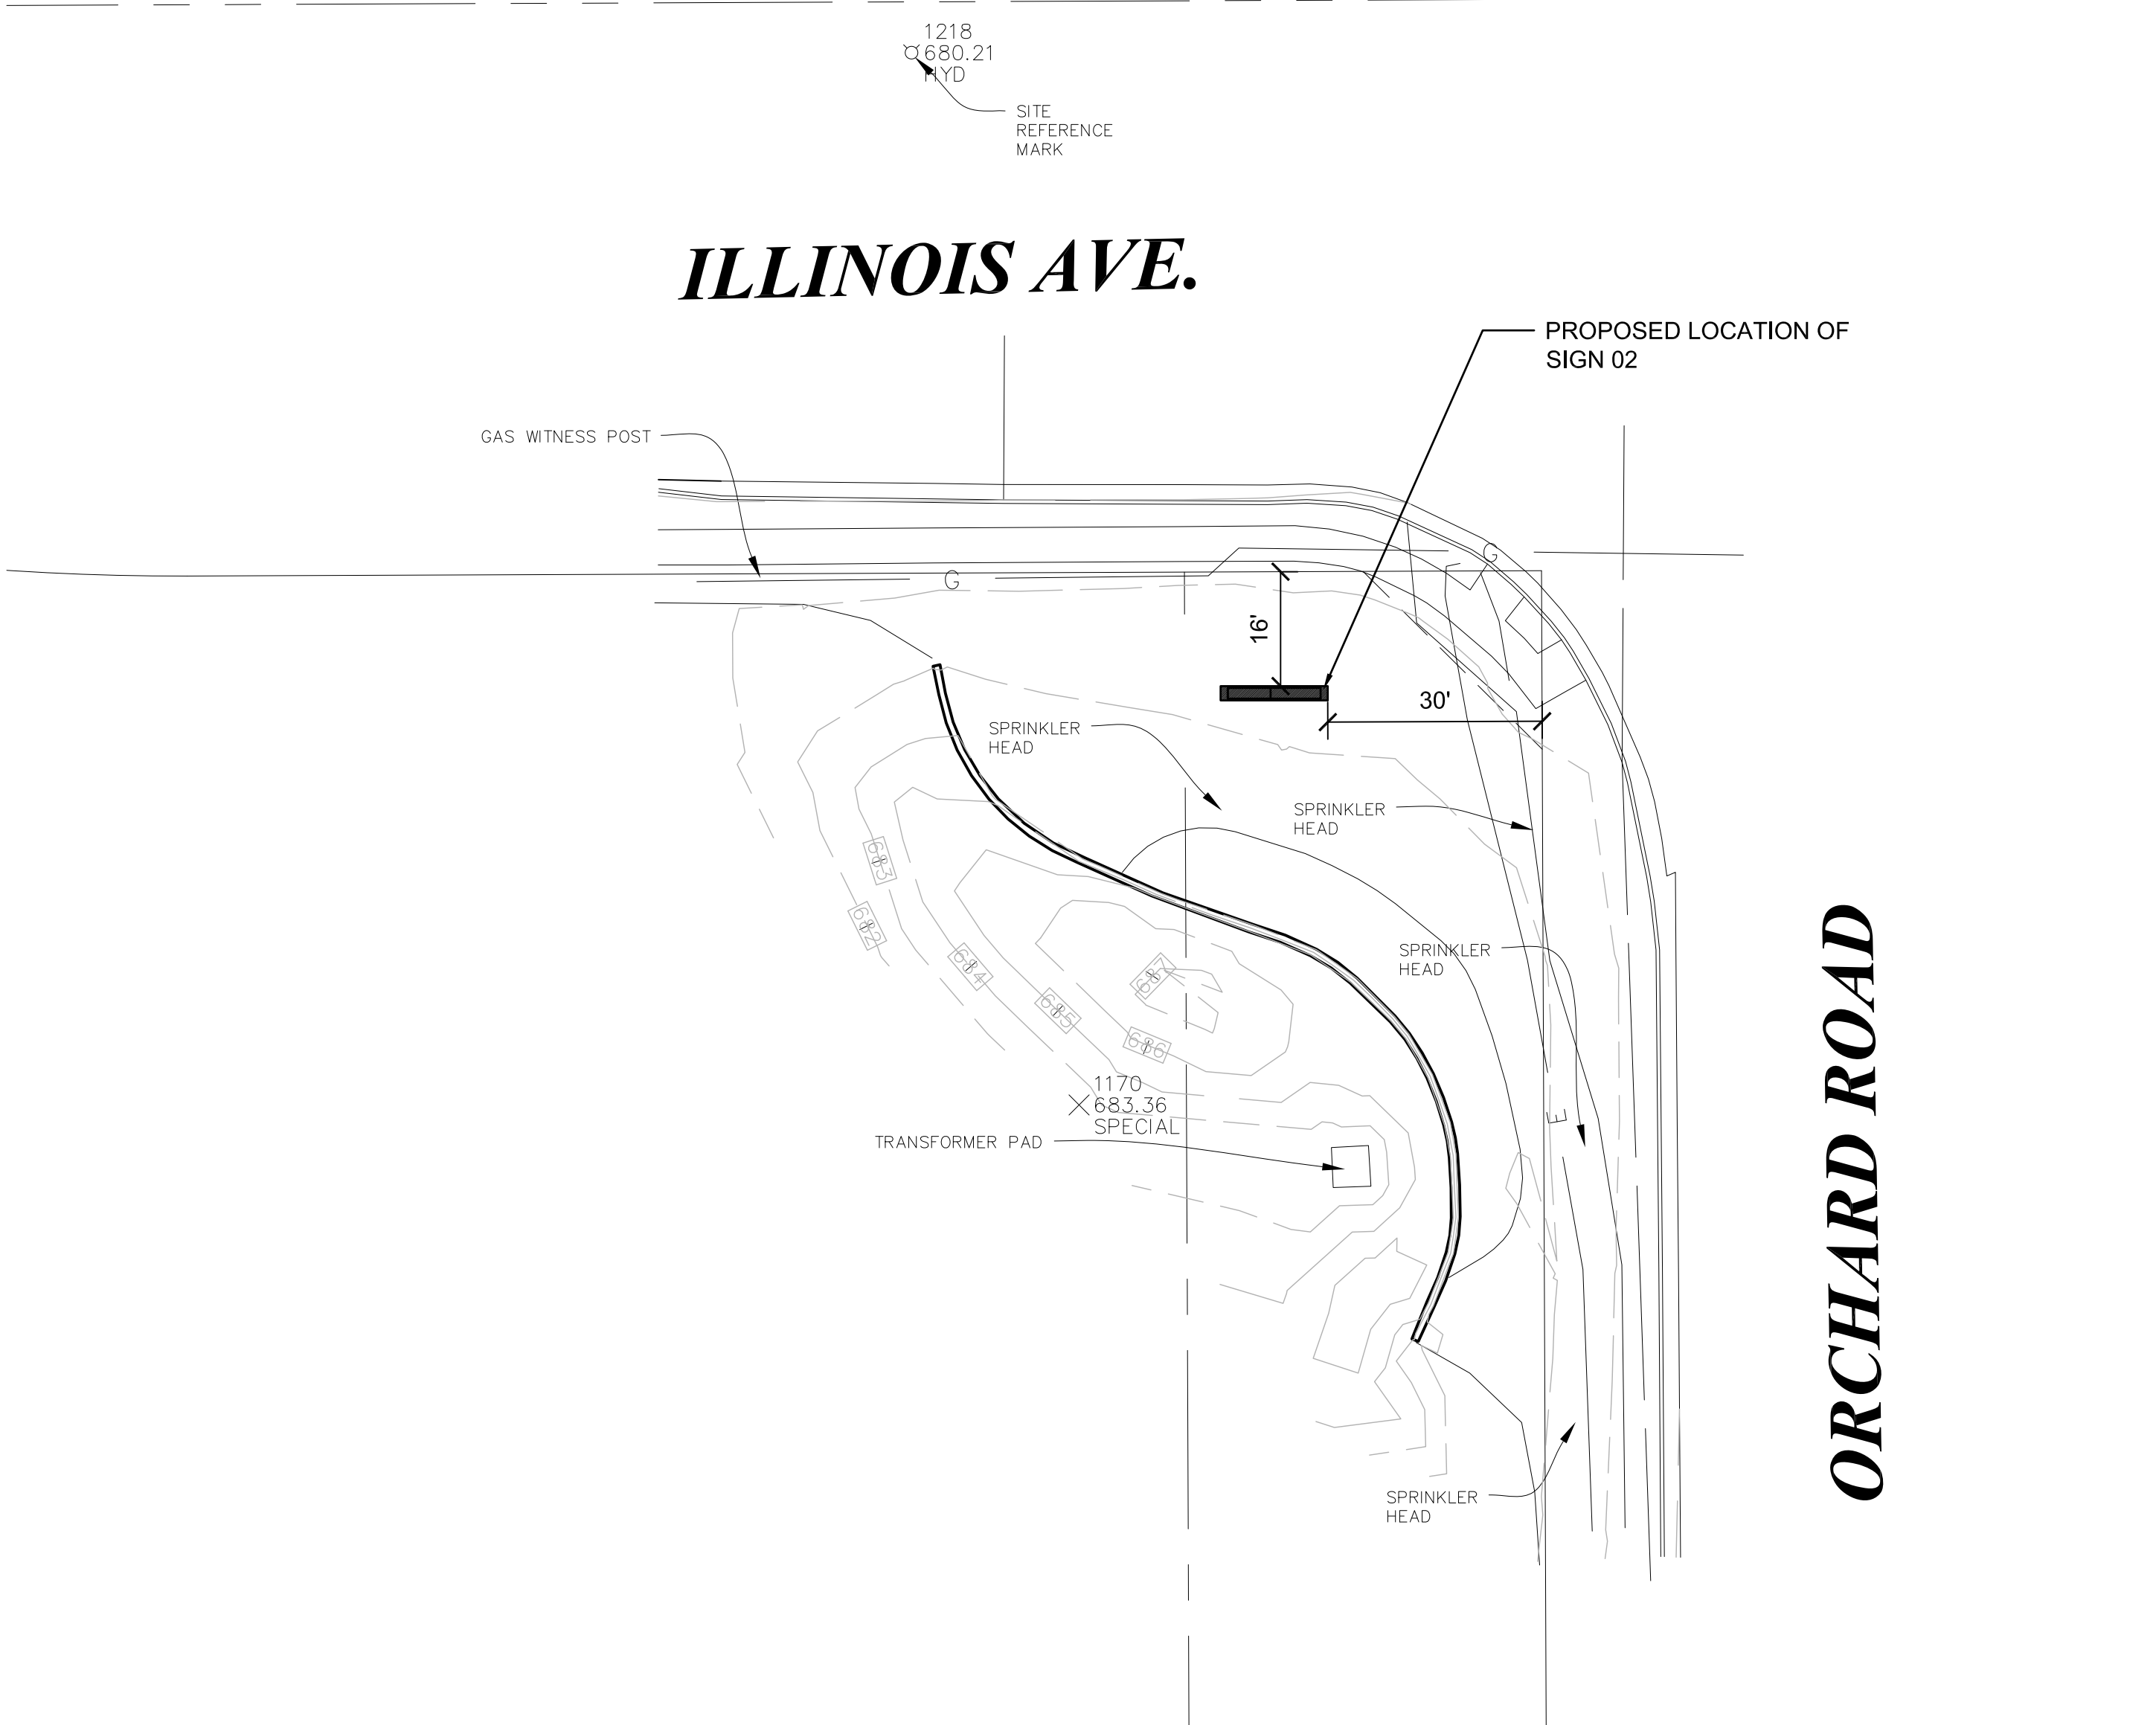 1218
680.21
HYD
SITE
REFERENCE
MARK
ILLINOIS AVE.
PROPOSED LOCATION OF
SIGN 02
GAS WITNESS POST
G
G
16'
30'
SPRINKLER
HEAD
SPRINKLER
HEAD
683
682
684
685
687
686
SPRINKLER
HEAD
1170
683.36
SPECIAL
E
TRANSFORMER PAD
ORCHARD ROAD
SPRINKLER
HEAD